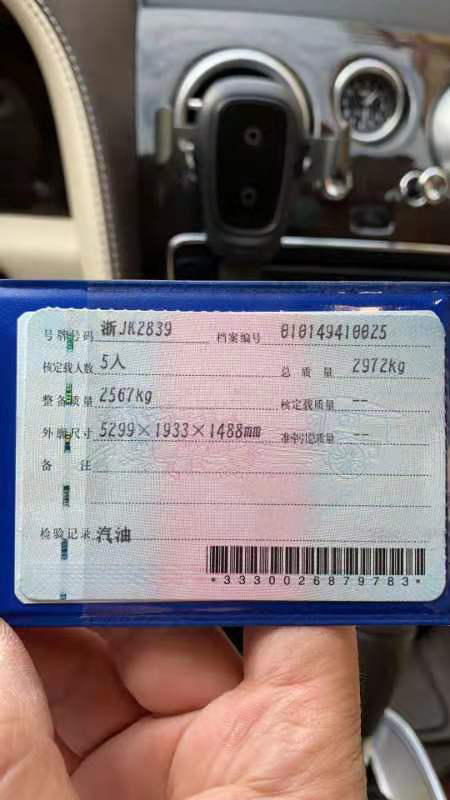 号牌号码 浙JK2839 档案编号 010149410025
核定载人数 5人 总质量 2972kg
整备质量 2567kg 核定载质量 --
外廓尺寸 5299×1933×1488mm 准牵引总质量 --
备注
检验记录 汽油
*3330026879783*